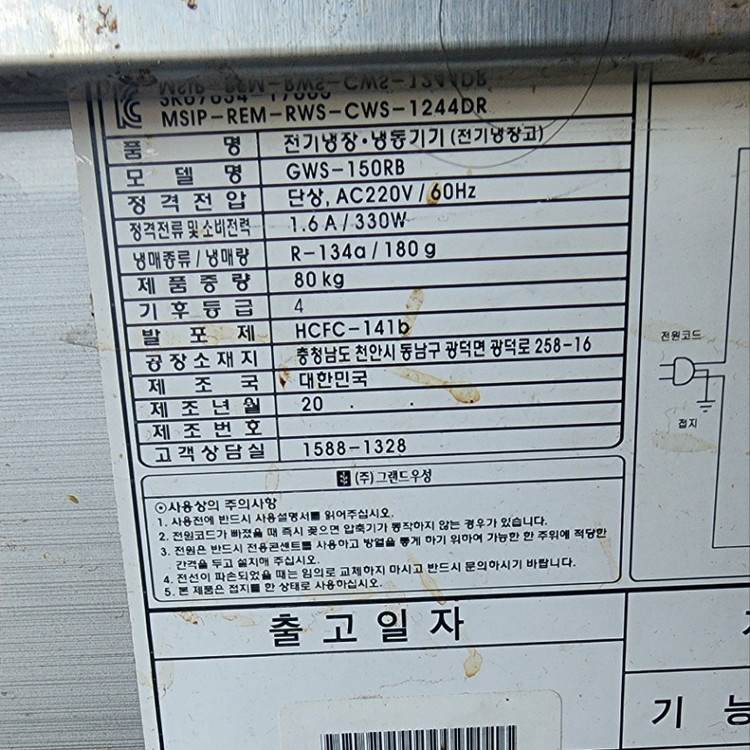 MSIP-REM-RWS-CWS-1244DR
품 명 전기냉장·냉동기기 (전기냉장고)
모 델 명 GWS-150RB
정 격 전 압 단상, AC220V / 60Hz
정격전류 및 소비전력 1.6 A / 330W
냉매종류 / 냉매량 R-134a / 180 g
제 품 중 량 80 kg
기 후 등 급 4
발 포 제 HCFC-141b
공 장 소 재 지 충청남도 천안시 동남구 광덕면 광덕로 258-16
제 조 국 대한민국
제 조 년 월 20 . .
제 조 번 호
고 객 상 담 실 1588-1328
(주)그랜드우성
⊙사용상의 주의사항
1. 사용전에 반드시 사용설명서를 읽어주십시오.
2. 전원코드가 빠졌을 때 즉시 꽂으면 압축기가 동작하지 않는 경우가 있습니다.
3. 전원은 반드시 전용콘센트를 사용하고 방열을 통게 하기 위하여 가능한 한 주위에 적당한
간격을 두고 설치해 주십시오.
4. 전선이 파손되었을 때는 임의로 교체하지 마시고 반드시 문의하시기 바랍니다.
5. 본 제품은 접지를 한 상태로 사용하십시오.
전원코드
접지
출 고 일 자
기 능